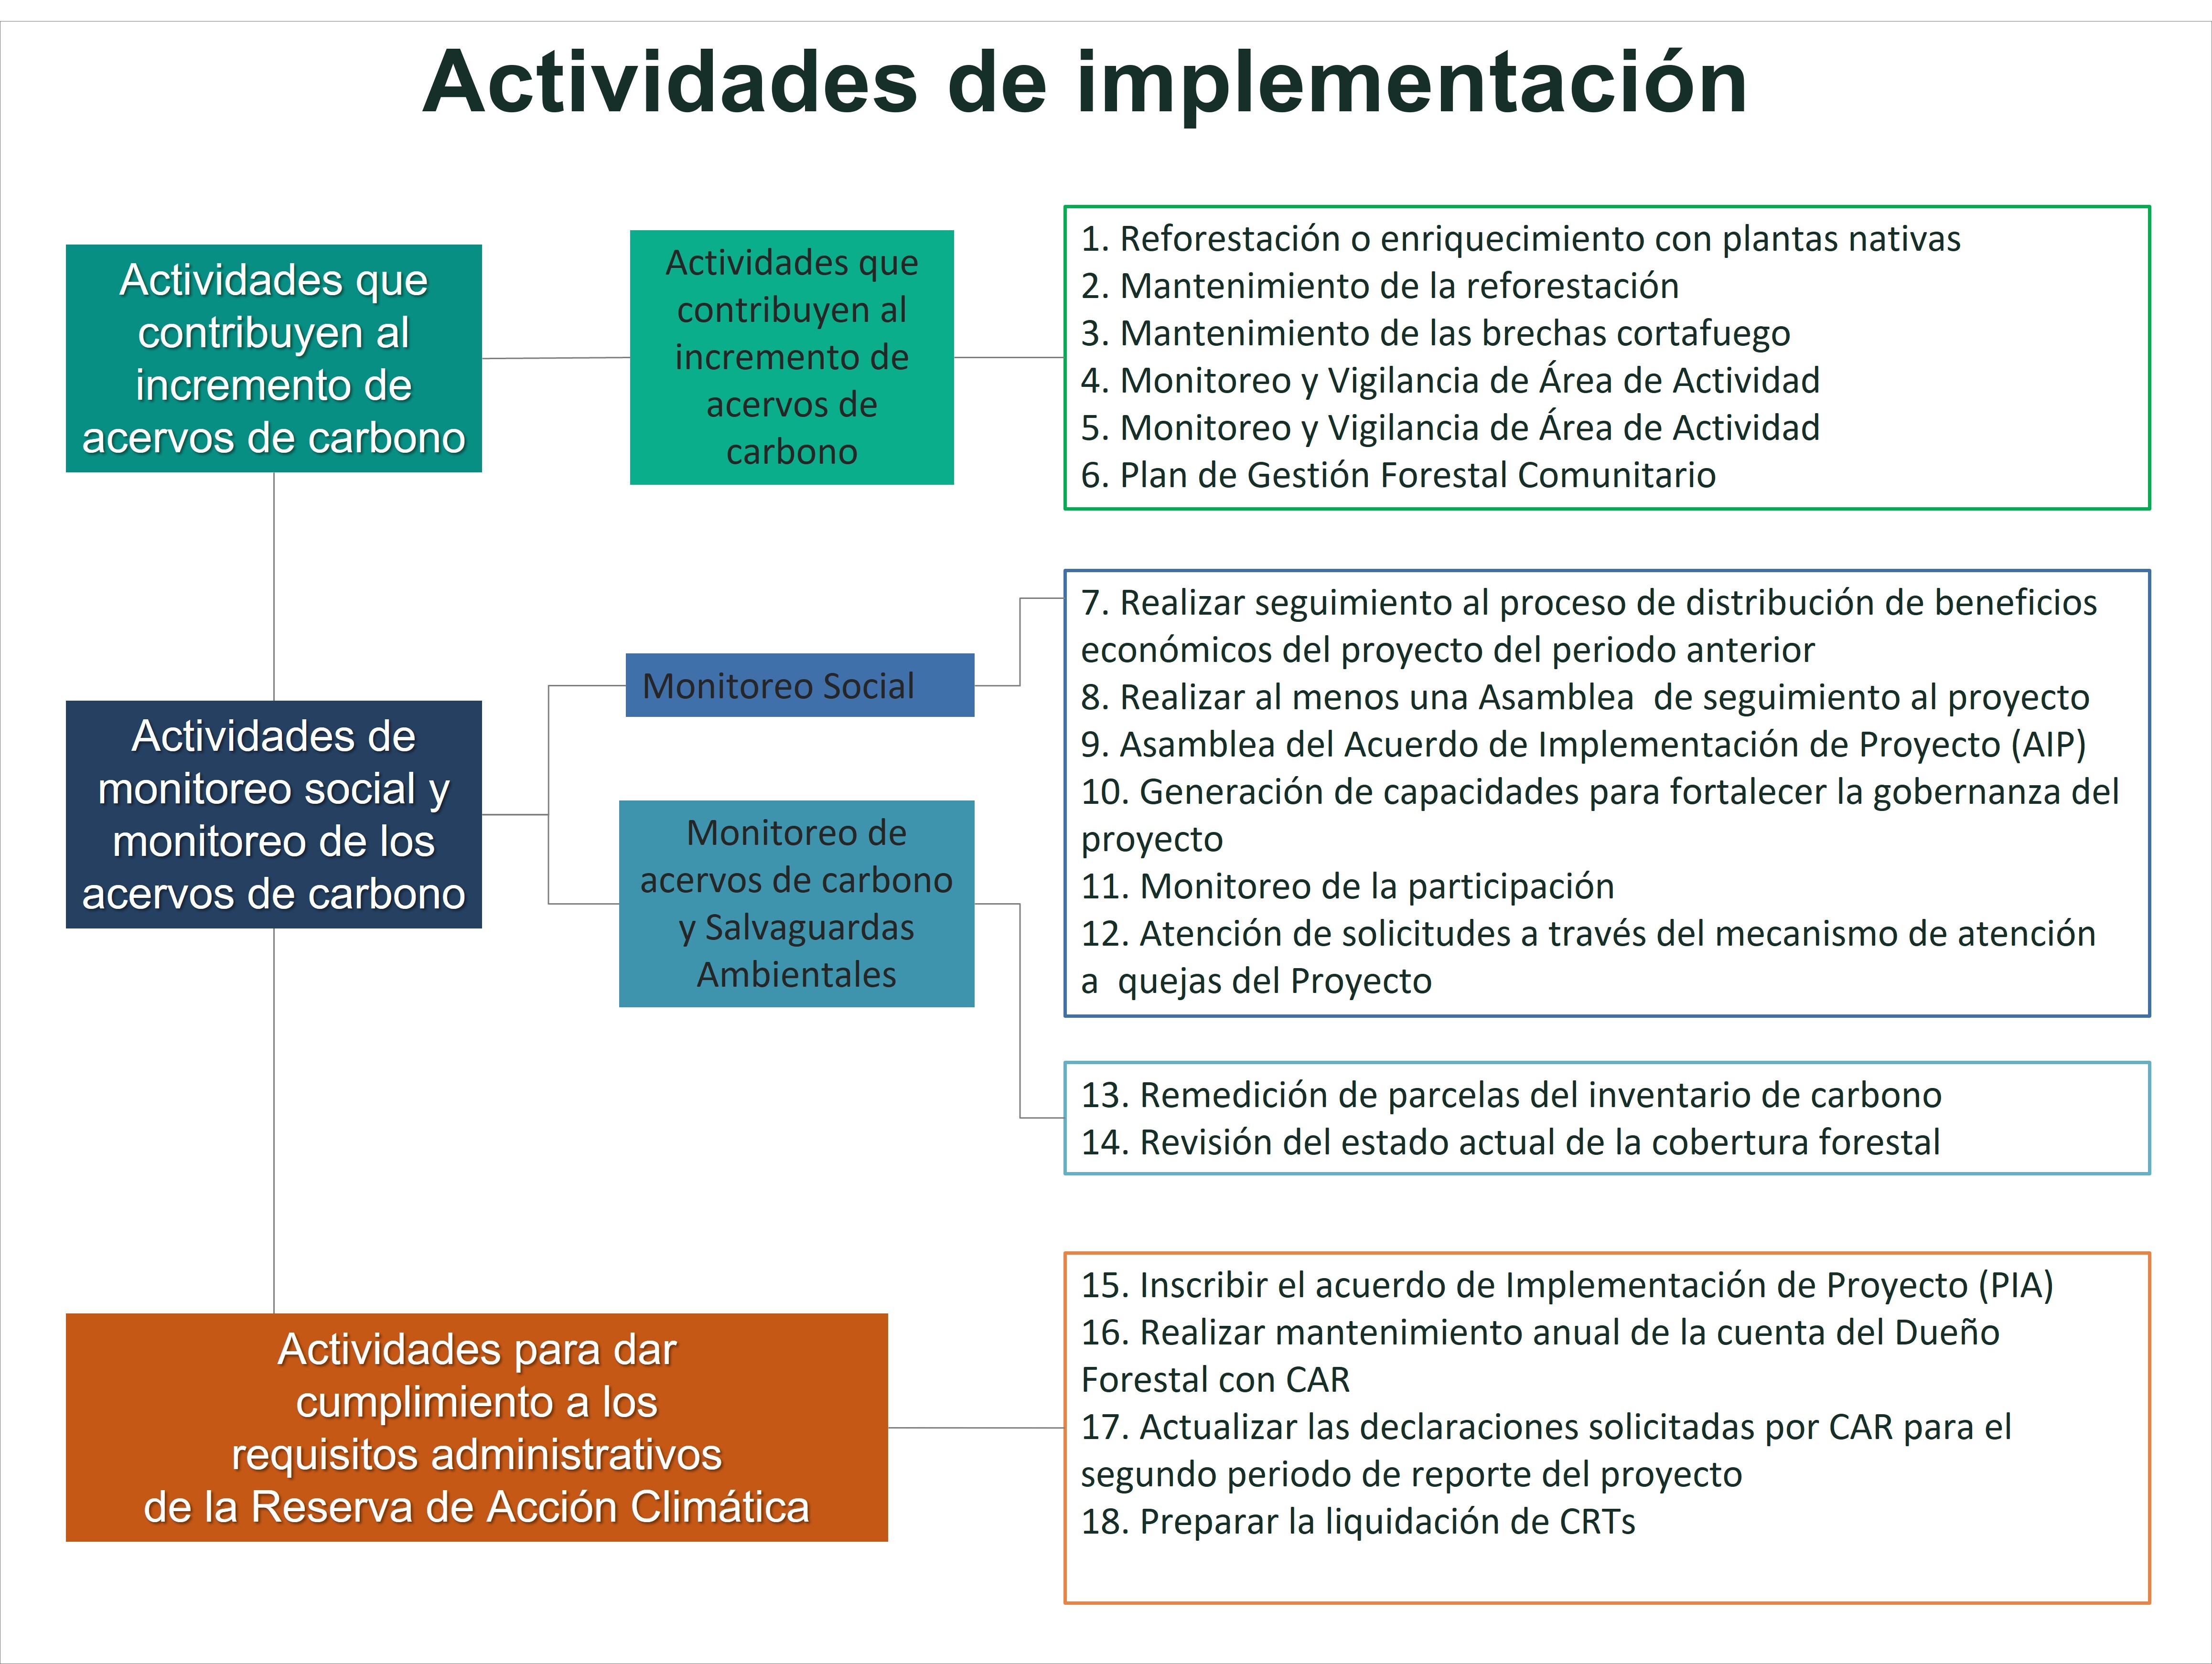 Actividades de implementación
Actividades que
contribuyen al
incremento de
acervos de carbono
Actividades que
contribuyen al
incremento de
acervos de
carbono
1. Reforestación o enriquecimiento con plantas nativas
2. Mantenimiento de la reforestación
3. Mantenimiento de las brechas cortafuego
4. Monitoreo y Vigilancia de Área de Actividad
5. Monitoreo y Vigilancia de Área de Actividad
6. Plan de Gestión Forestal Comunitario
Actividades de
monitoreo social y
monitoreo de los
acervos de carbono
Monitoreo Social
7. Realizar seguimiento al proceso de distribución de beneficios
económicos del proyecto del periodo anterior
8. Realizar al menos una Asamblea  de seguimiento al proyecto
9. Asamblea del Acuerdo de Implementación de Proyecto (AIP)
10. Generación de capacidades para fortalecer la gobernanza del
proyecto
11. Monitoreo de la participación
12. Atención de solicitudes a través del mecanismo de atención
a  quejas del Proyecto
Monitoreo de
acervos de carbono
y Salvaguardas
Ambientales
13. Remedición de parcelas del inventario de carbono
14. Revisión del estado actual de la cobertura forestal
Actividades para dar
cumplimiento a los
requisitos administrativos
de la Reserva de Acción Climática
15. Inscribir el acuerdo de Implementación de Proyecto (PIA)
16. Realizar mantenimiento anual de la cuenta del Dueño
Forestal con CAR
17. Actualizar las declaraciones solicitadas por CAR para el
segundo periodo de reporte del proyecto
18. Preparar la liquidación de CRTs